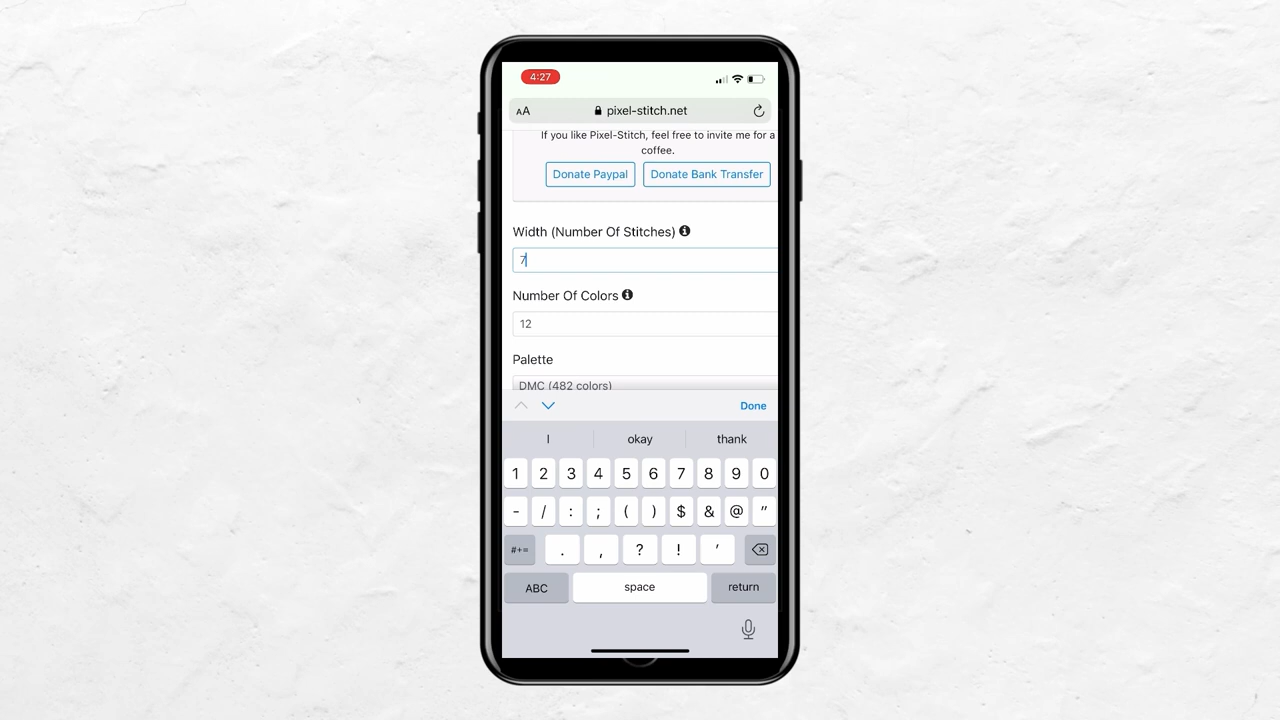 4:27
AA pixel-stitch.net
If you like Pixel-Stitch, feel free to invite me for a
coffee.
Donate Paypal Donate Bank Transfer
Width (Number Of Stitches)
7
Number Of Colors
12
Palette
DMC (482 colors)
Done
I okay thank
1 2 3 4 5 6 7 8 9 0
- / : ; ( ) $ & @ "
#+= . , ? ! '
ABC space return